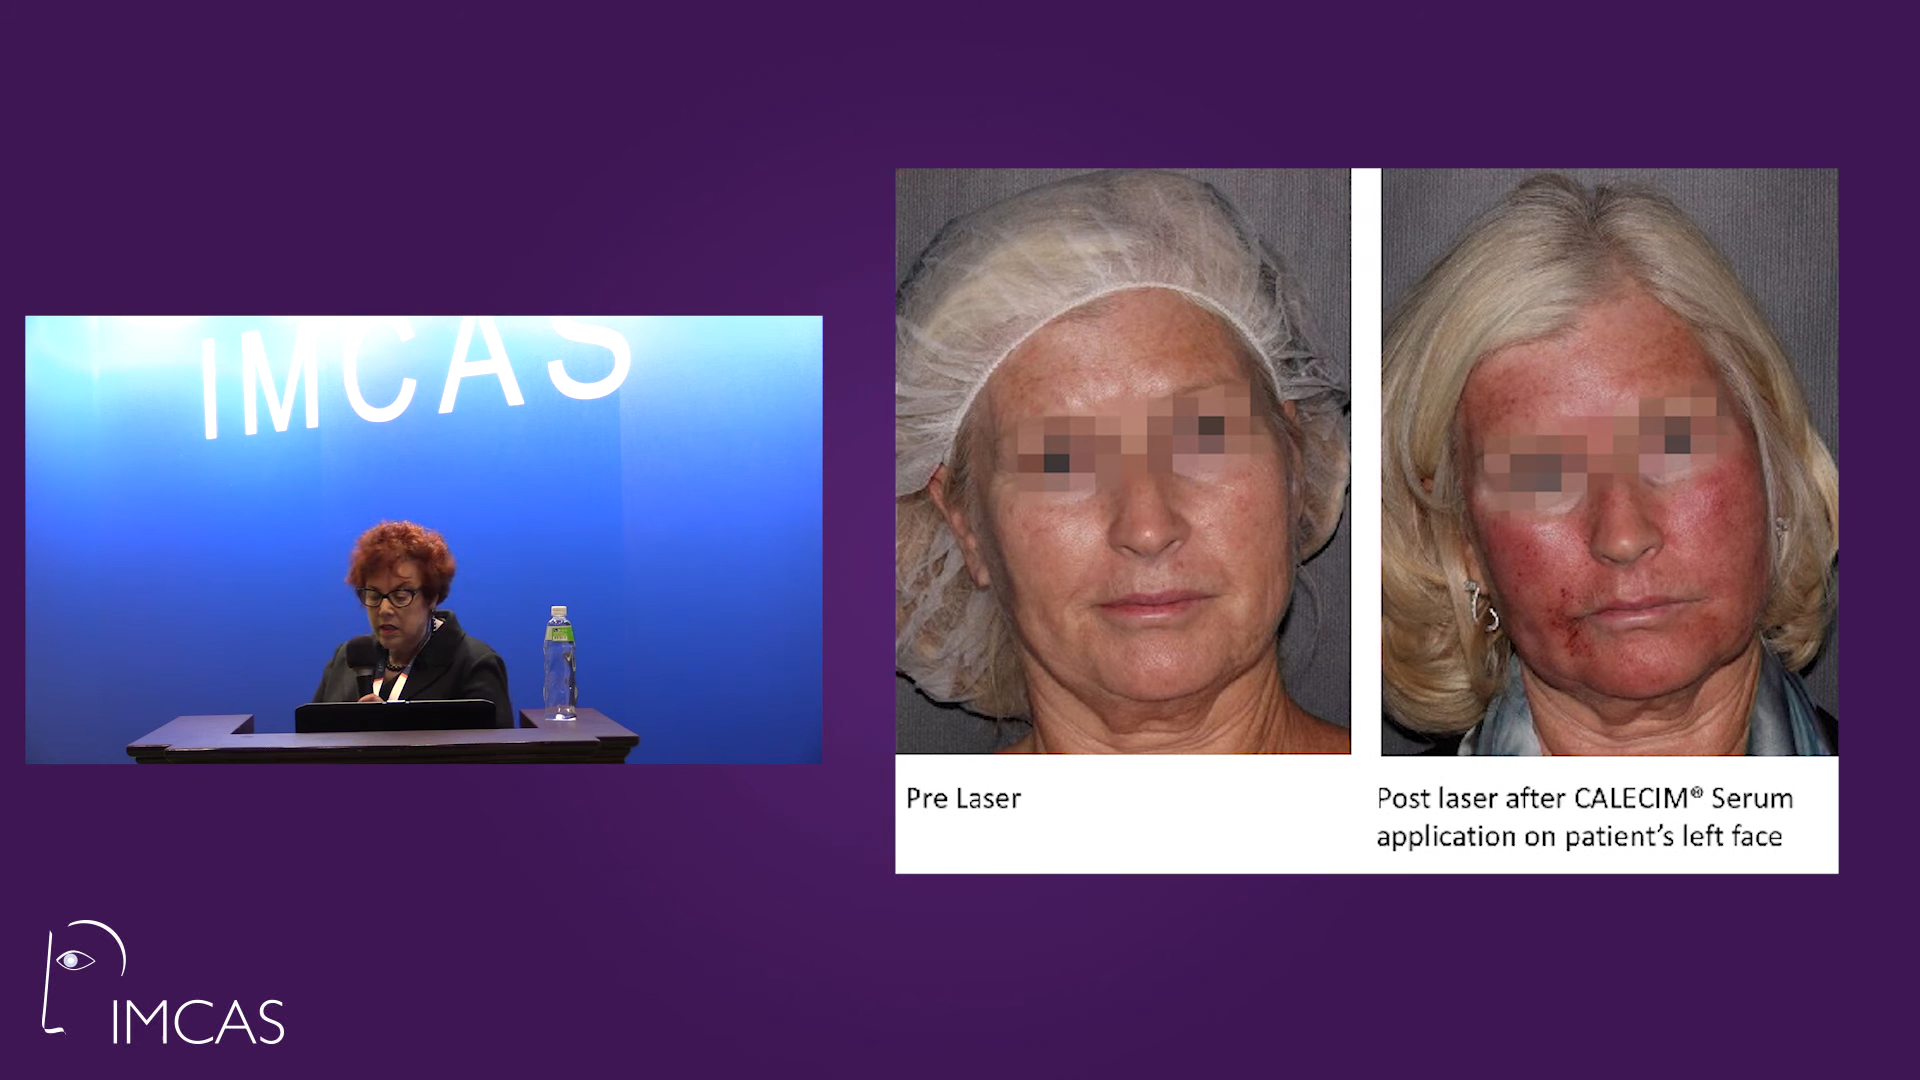 IMCAS
Pre Laser
Post laser after CALECIM® Serum
application on patient's left face
IMCAS